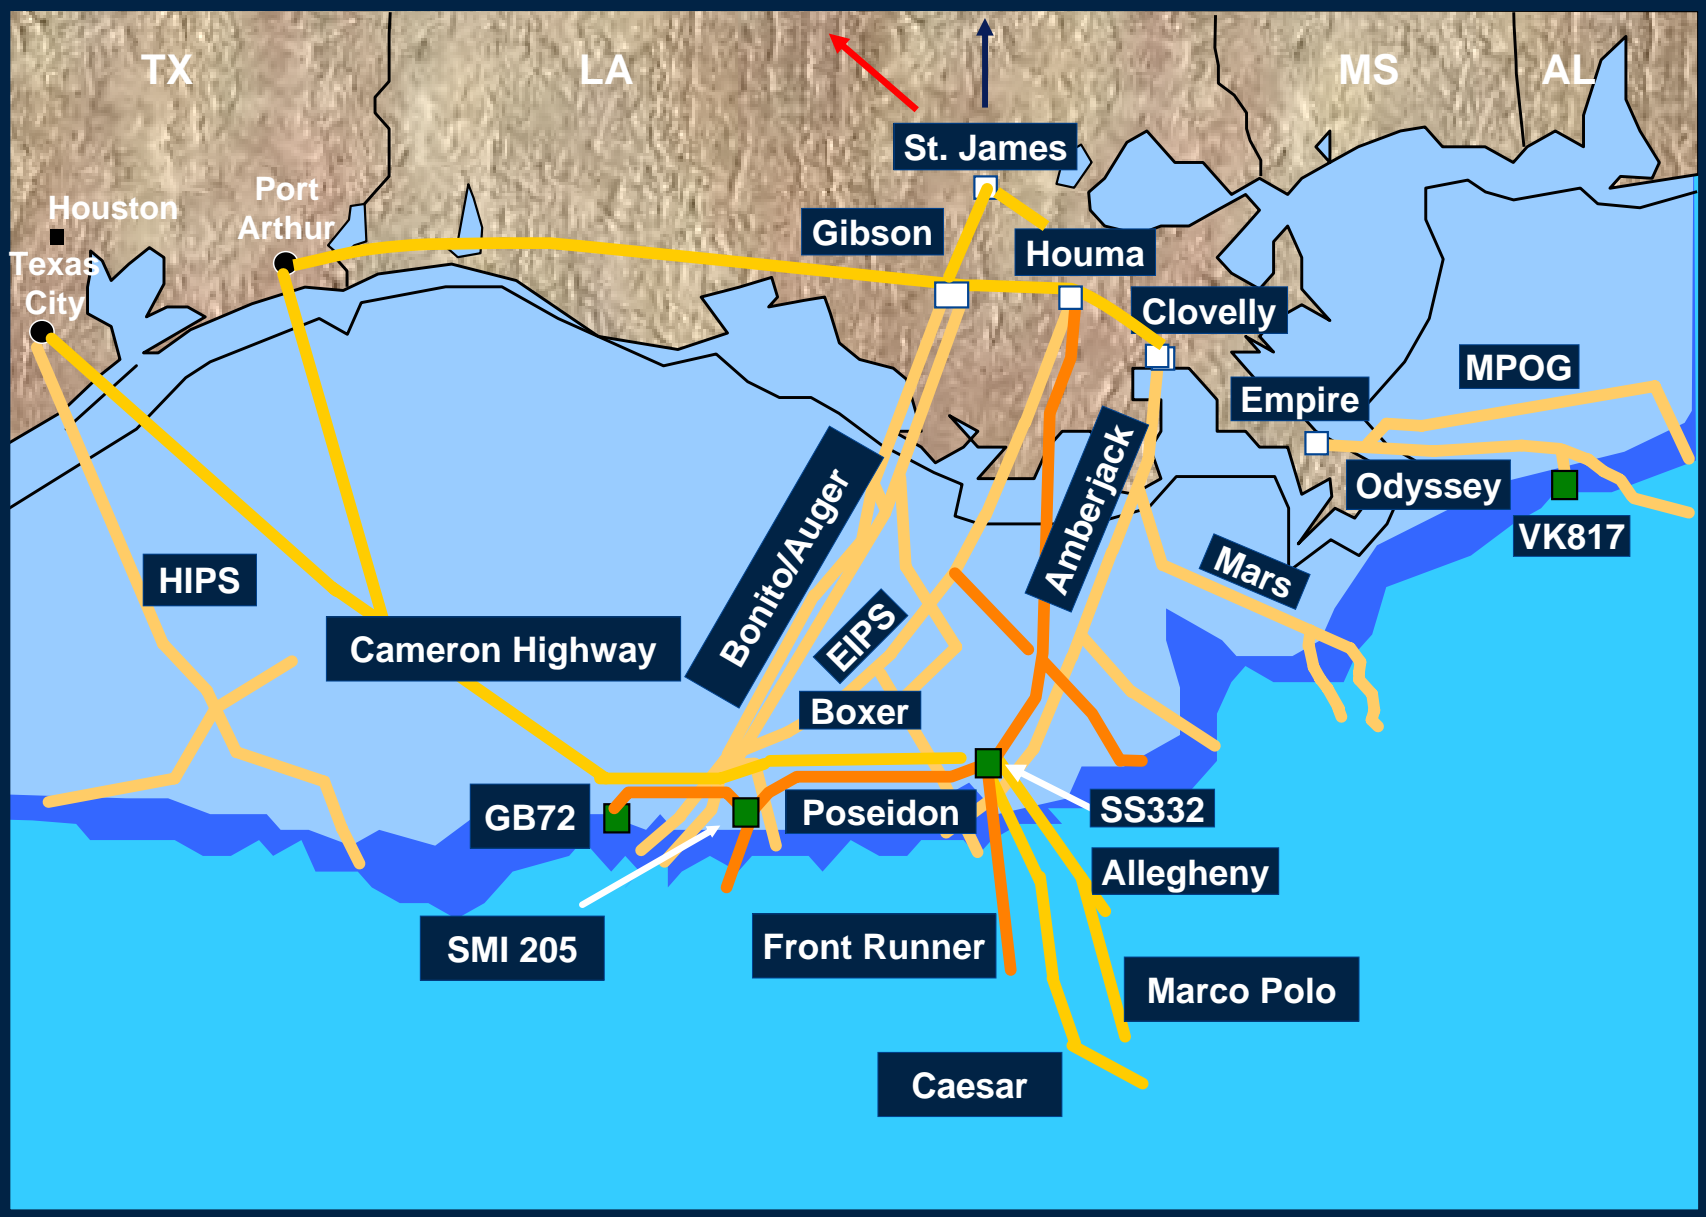 TX
LA
MS
AL
St. James
Port
Arthur
Houston
Gibson
Houma
Texas
City
Clovelly
MPOG
Empire
Odyssey
VK817
Bonito/Auger
Amberjack
HIPS
Mars
EIPS
Cameron Highway
Boxer
GB72
Poseidon
SS332
Allegheny
SMI 205
Front Runner
Marco Polo
Caesar